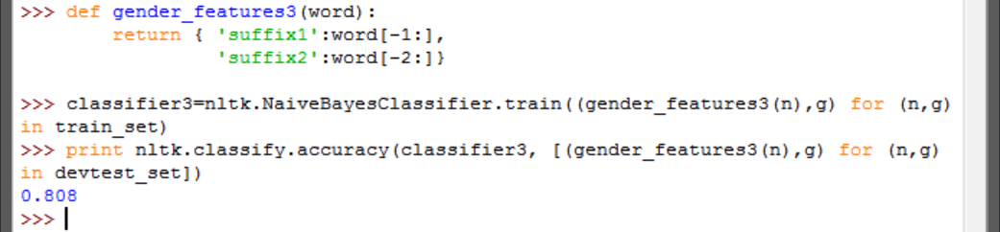 >>> def gender_features3(word):
        return { 'suffix1':word[-1:],
                 'suffix2':word[-2:]}

>>> classifier3=nltk.NaiveBayesClassifier.train((gender_features3(n),g) for (n,g)
in train_set)
>>> print nltk.classify.accuracy(classifier3, [(gender_features3(n),g) for (n,g)
in devtest_set])
0.808
>>>